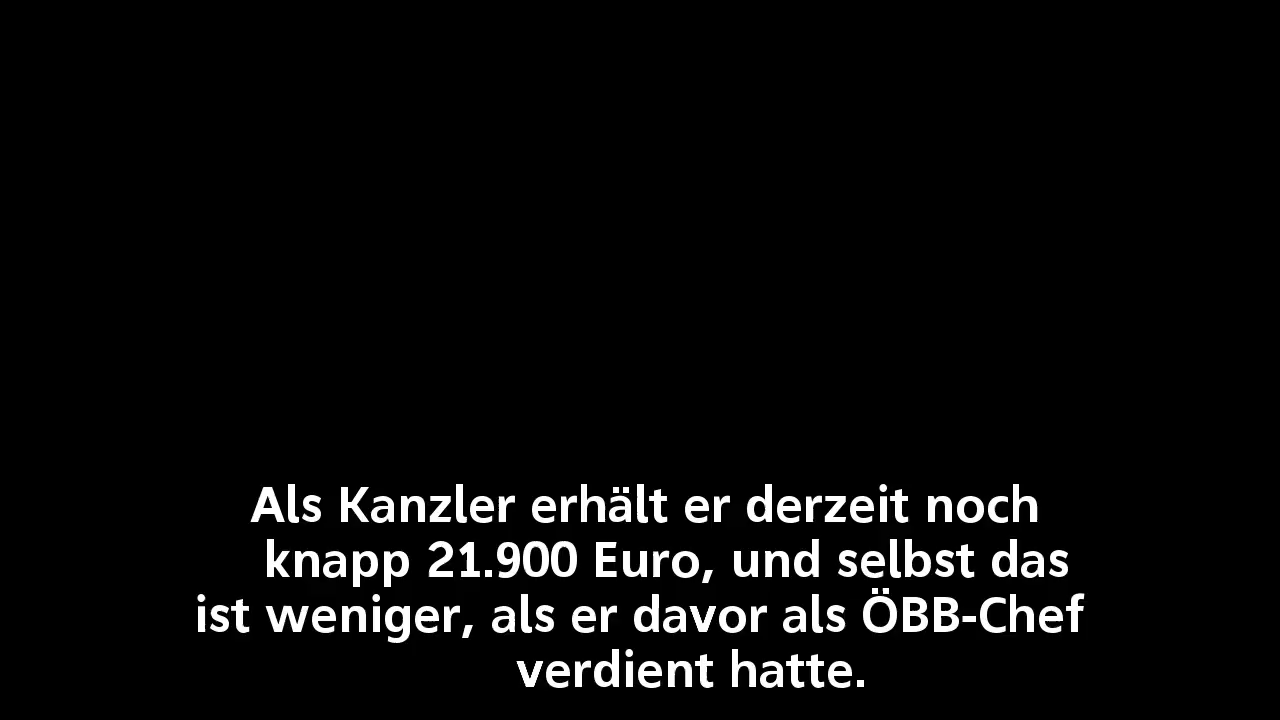 Als Kanzler erhält er derzeit noch
knapp 21.900 Euro, und selbst das
ist weniger, als er davor als ÖBB-Chef
verdient hatte.